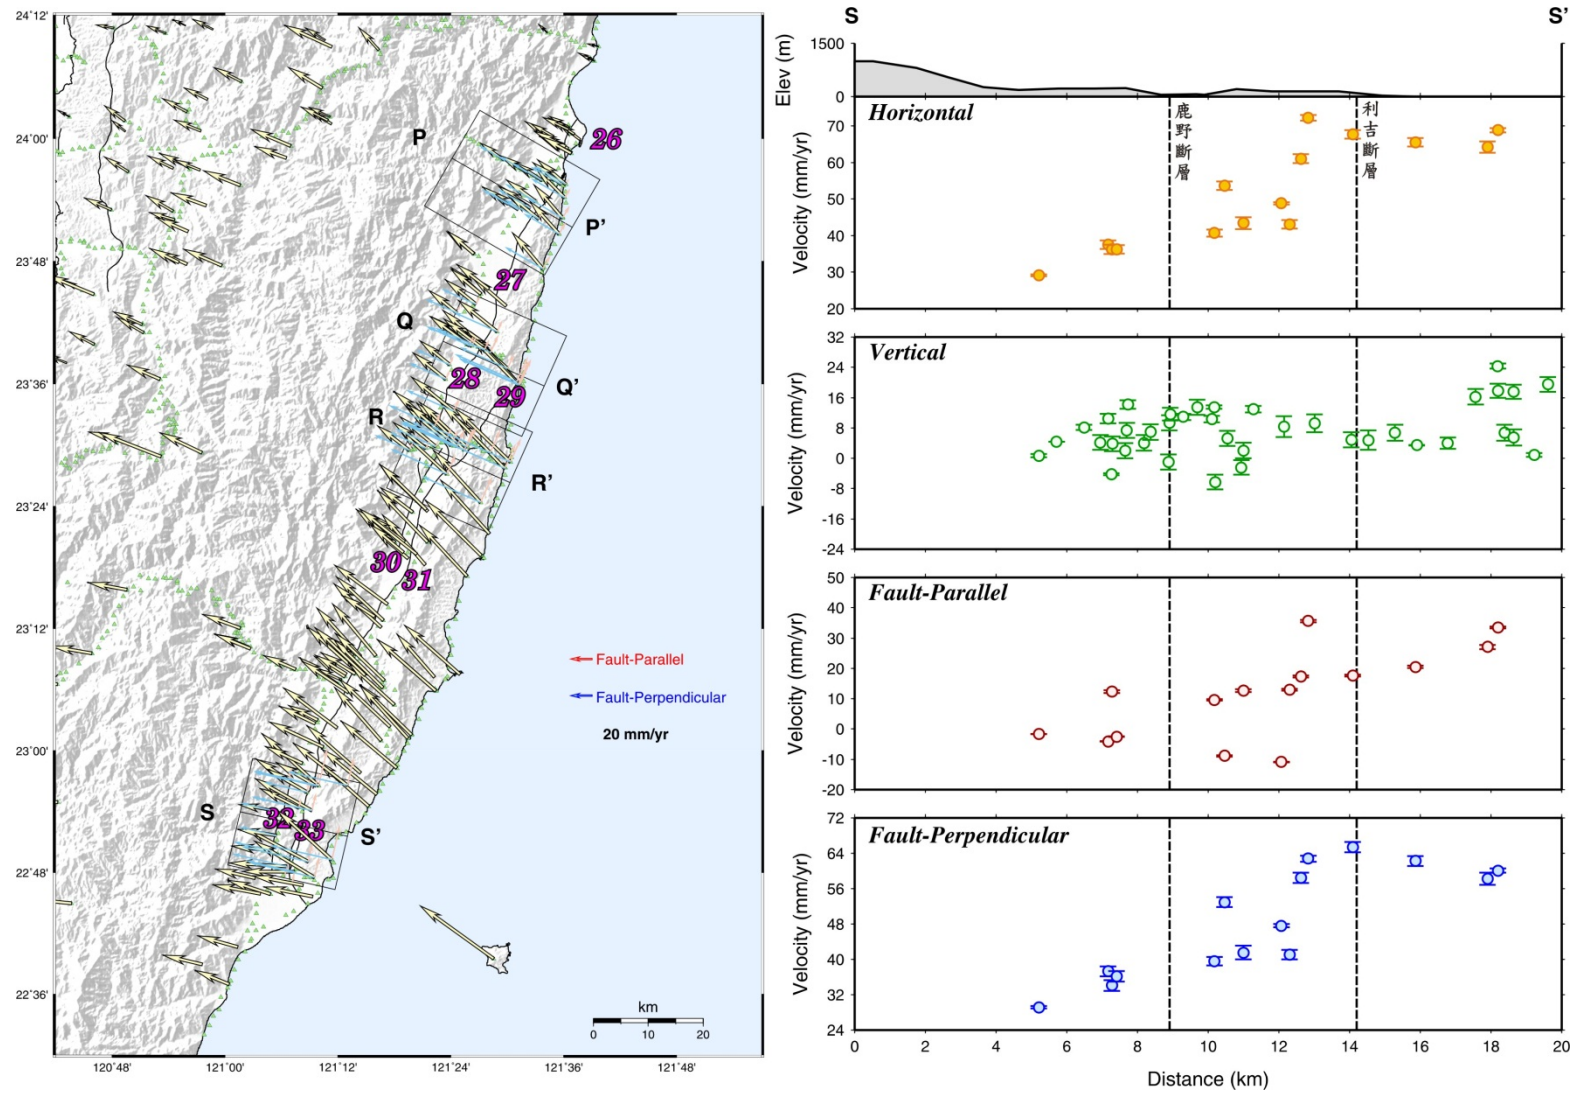 24˚12'
24˚00'
23˚48'
23˚36'
23˚24'
23˚12'
23˚00'
22˚48'
22˚36'
120˚48'
121˚00'
121˚12'
121˚24'
121˚36'
121˚48'
P
26
P'
27
Q
28
29
Q'
R
R'
30
31
Fault-Parallel
Fault-Perpendicular
20 mm/yr
S
32
33
S'
km
0 10 20
S S'
Elev (m)
1500
0
Horizontal
鹿野斷層
利吉斷層
Velocity (mm/yr)
70
60
50
40
30
20
Vertical
Velocity (mm/yr)
32
24
16
8
0
-8
-16
-24
Fault-Parallel
Velocity (mm/yr)
50
40
30
20
10
0
-10
-20
Fault-Perpendicular
Velocity (mm/yr)
72
64
56
48
40
32
24
0 2 4 6 8 10 12 14 16 18 20
Distance (km)